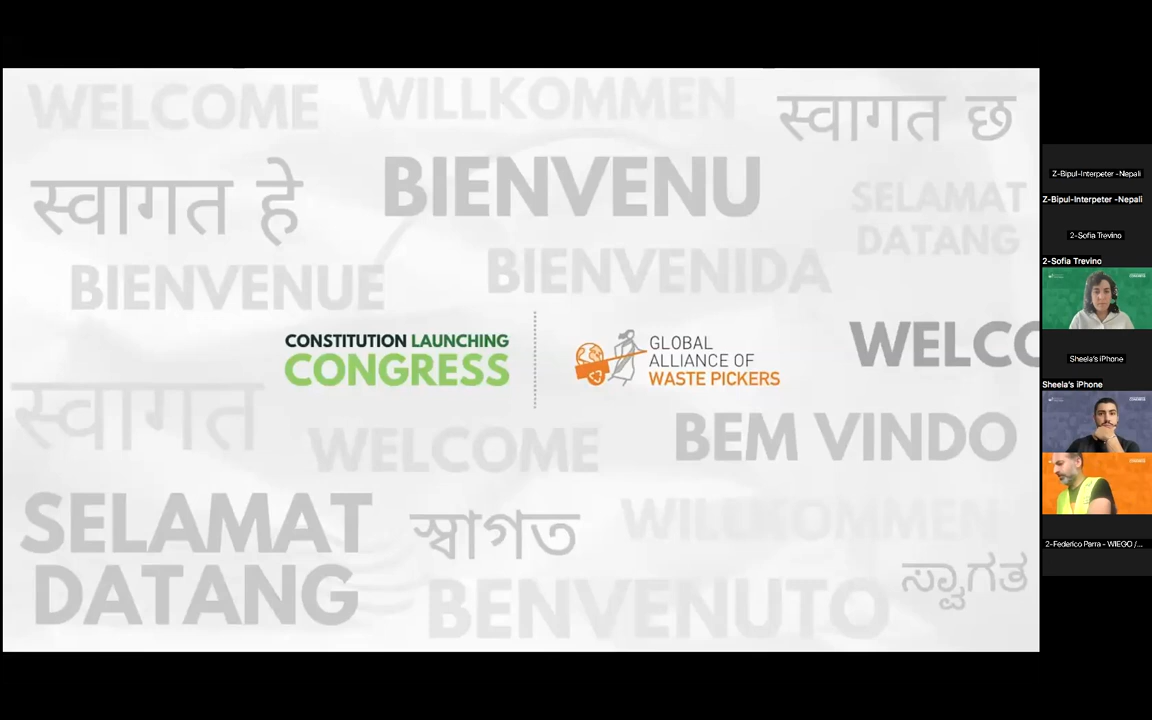 WELCOME
WILLKOMMEN
स्वागत छ
BIENVENU
स्वागत हे
SELAMAT
DATANG
BIENVENIDA
BIENVENUE
CONSTITUTION LAUNCHING
CONGRESS
GLOBAL
ALLIANCE OF
WASTE PICKERS
WELCO
स्वागत
WELCOME
BEM VINDO
SELAMAT
DATANG
স্বাগত
WILLKOMMEN
ಸ್ವಾಗತ
BENVENUTO
Z-Bipul-Interpeter -Nepali
Z-Bipul-Interpeter -Nepali
2-Sofia Trevino
2-Sofia Trevino
Sheela's iPhone
Sheela's iPhone
2-Federico Parra - WIEGO /...